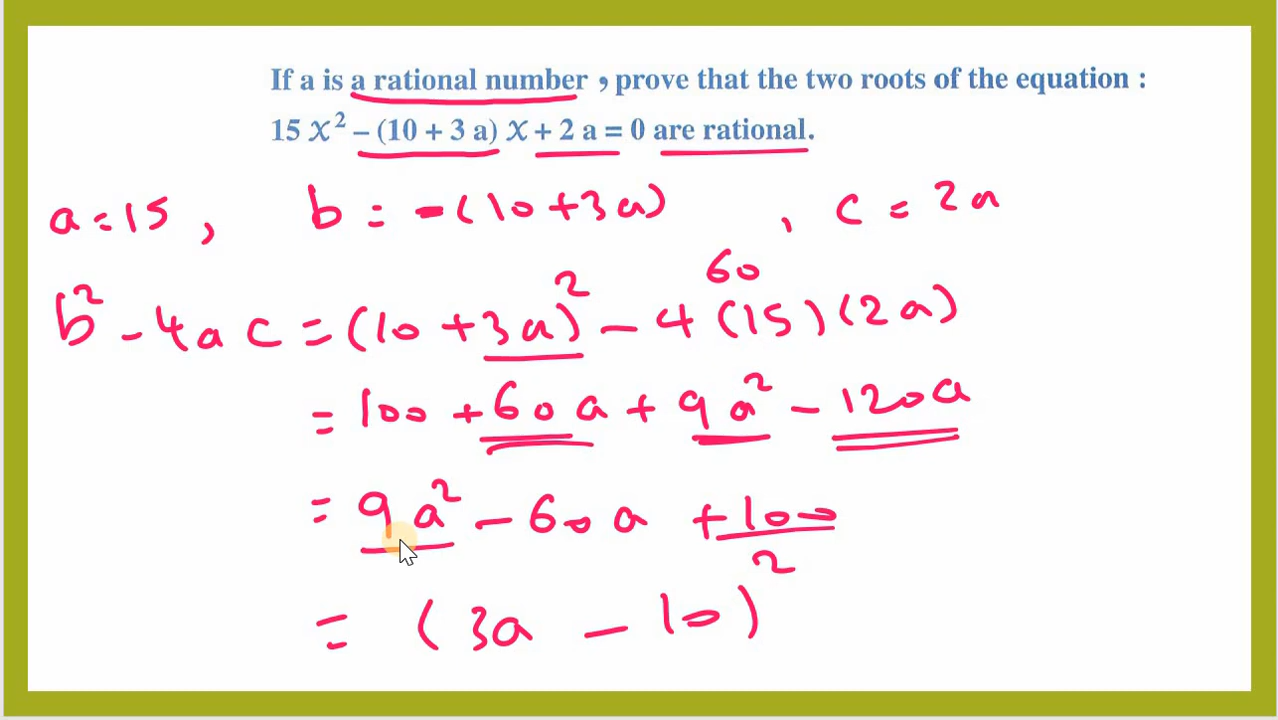 If a is a rational number , prove that the two roots of the equation :
15 x² – (10 + 3 a) x + 2 a = 0 are rational.
a = 15 , b = -(10+3a) , c = 2a
60
b² - 4ac = (10 + 3a)² - 4 (15)(2a)
= 100 + 60a + 9a² - 120a
= 9a² - 60a + 100
= (3a - 10)²